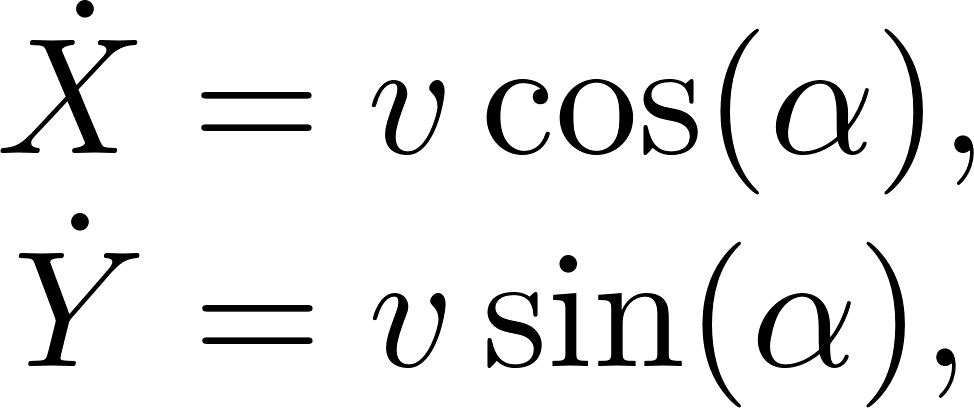 Ẋ = v cos(α),
Ẏ = v sin(α),